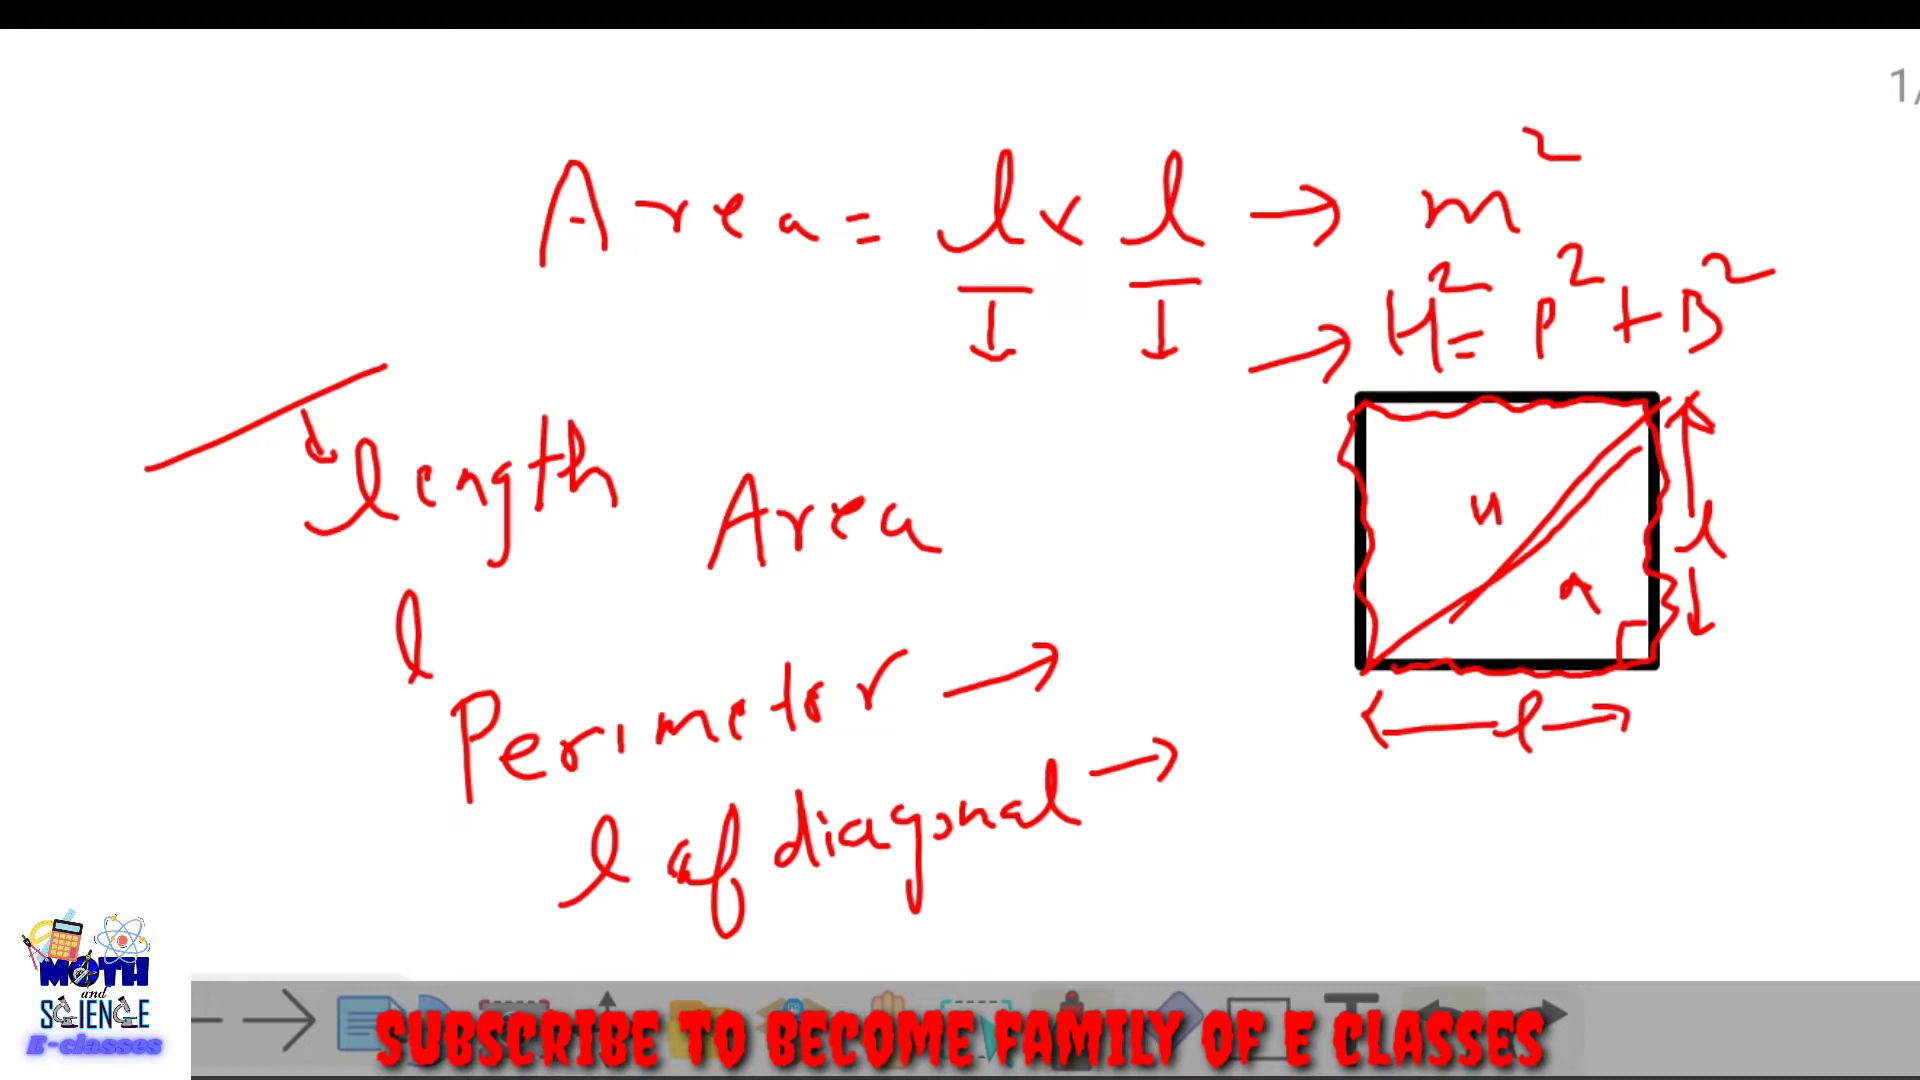 1/
Area = l x l → m²
→ H² = P² + B²
length
Area
l
H
l
l
Perimetor →
l of diagonal →
MATH
and
SCIENCE
E-classes
T
SUBSCRIBE TO BECOME FAMILY OF E CLASSES